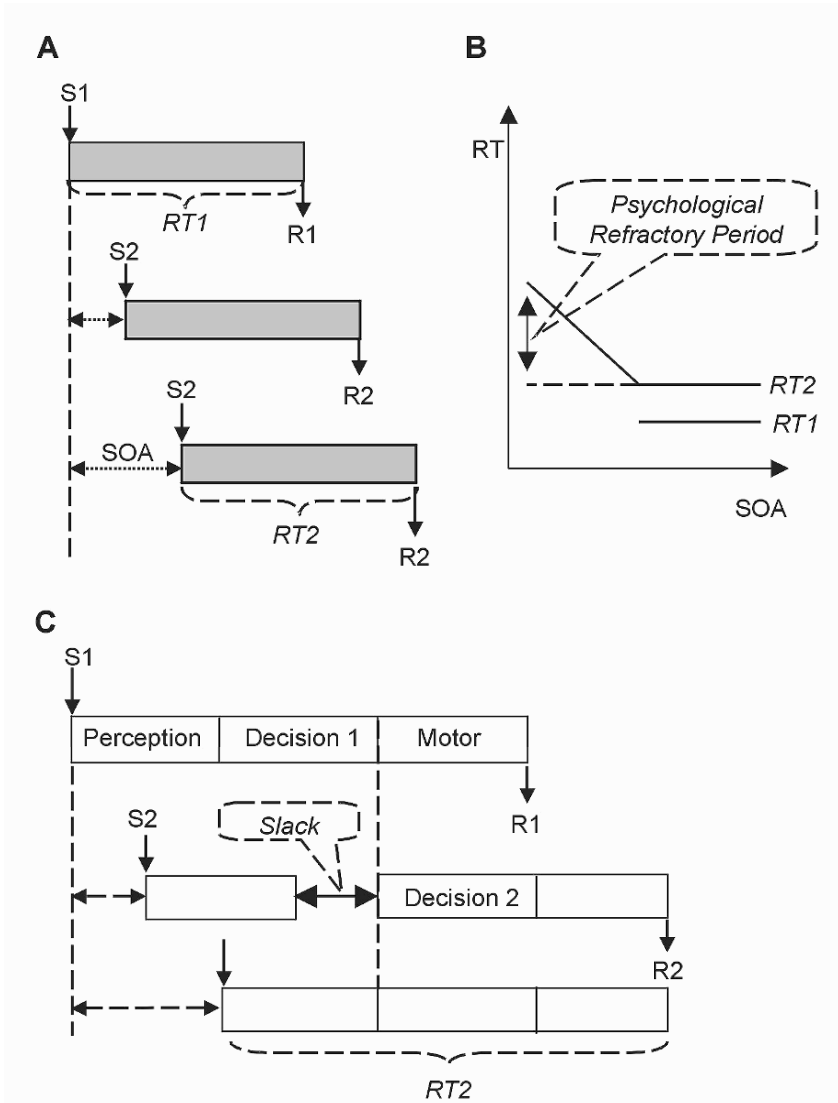 A
S1
RT1
R1
S2
R2
S2
SOA
RT2
R2
B
RT
Psychological
Refractory Period
RT2
RT1
SOA
C
S1
Perception Decision 1 Motor
R1
S2
Slack
Decision 2
R2
RT2